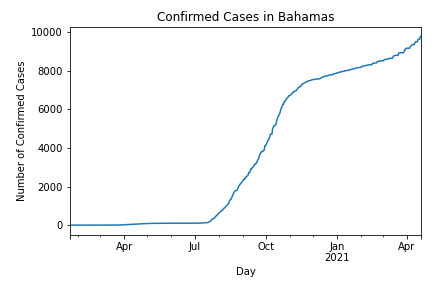 Confirmed Cases in Bahamas
Number of Confirmed Cases
10000
8000
6000
4000
2000
0
Apr Jul Oct Jan Apr
2021
Day